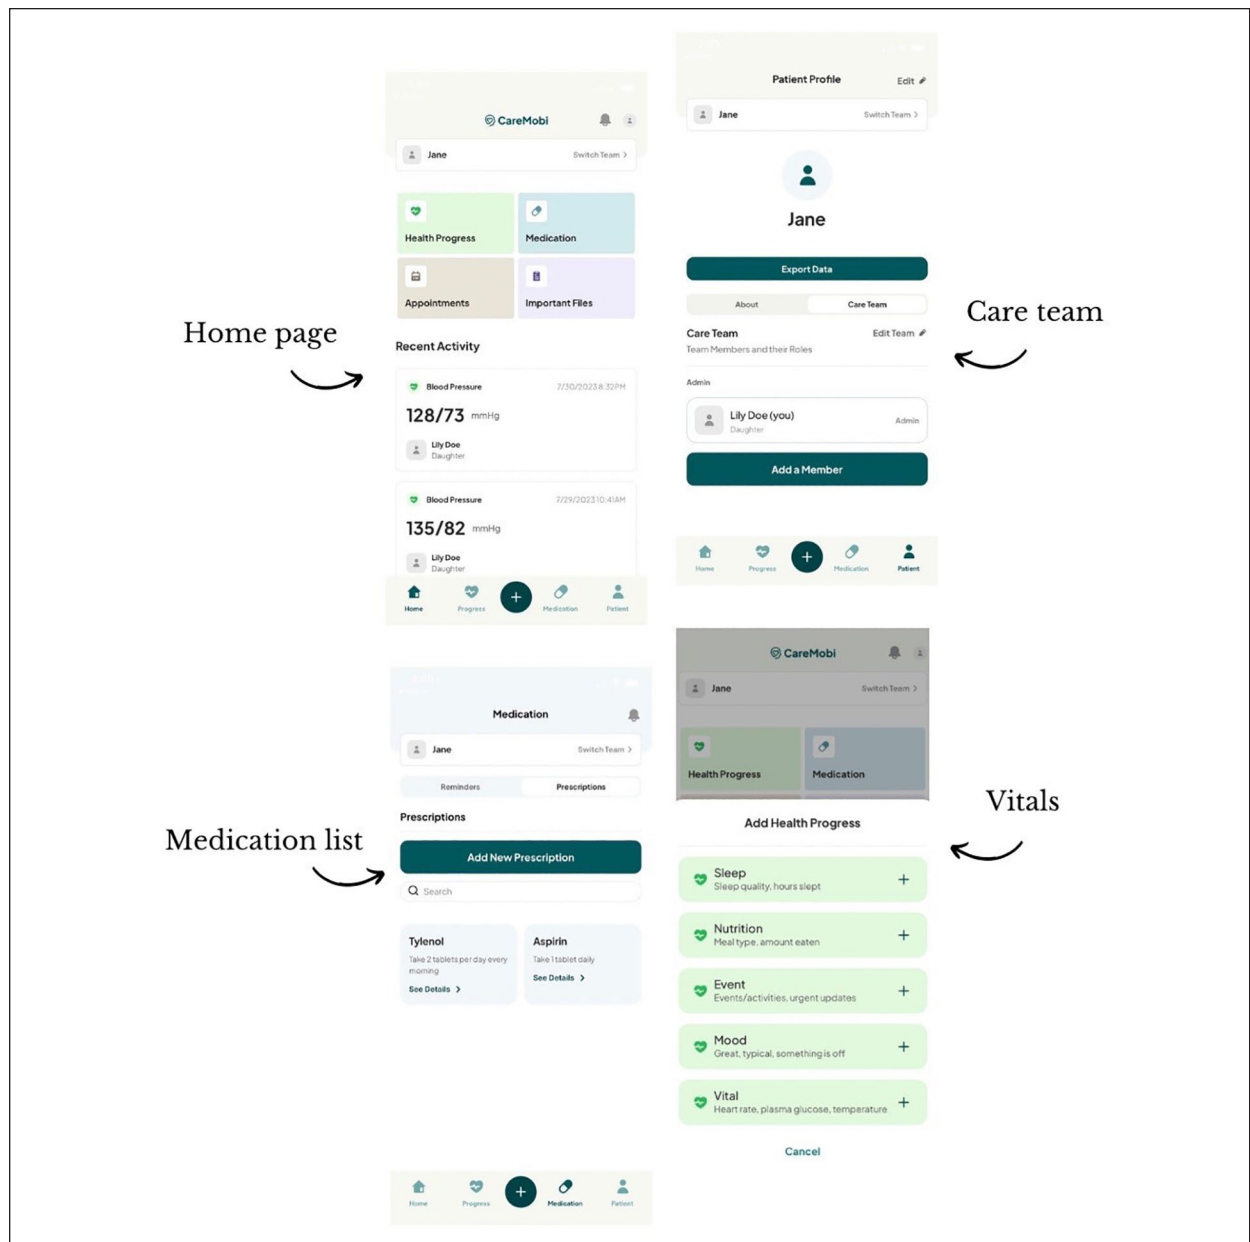 Home page
CareMobi
Jane
Switch Team >
Health Progress
Medication
Appointments
Important Files
Recent Activity
Blood Pressure
7/30/2023 8:32PM
128/73 mmHg
Lily Doe
Daughter
Blood Pressure
7/29/2023 10:41AM
135/82 mmHg
Lily Doe
Daughter
Home
Progress
+
Medication
Patient
Patient Profile
Edit
Jane
Switch Team >
Jane
Export Data
About
Care Team
Care Team
Edit Team
Team Members and their Roles
Admin
Lily Doe (you)
Daughter
Admin
Add a Member
Home
Progress
+
Medication
Patient
Care team
Medication list
Medication
Jane
Switch Team >
Reminders
Prescriptions
Prescriptions
Add New Prescription
Search
Tylenol
Take 2 tablets per day every
morning
See Details >
Aspirin
Take 1 tablet daily
See Details >
Home
Progress
+
Medication
Patient
CareMobi
Jane
Switch Team >
Health Progress
Medication
Add Health Progress
Sleep
Sleep quality, hours slept
+
Nutrition
Meal type, amount eaten
+
Event
Events/activities, urgent updates
+
Mood
Great, typical, something is off
+
Vital
Heart rate, plasma glucose, temperature
+
Cancel
Vitals